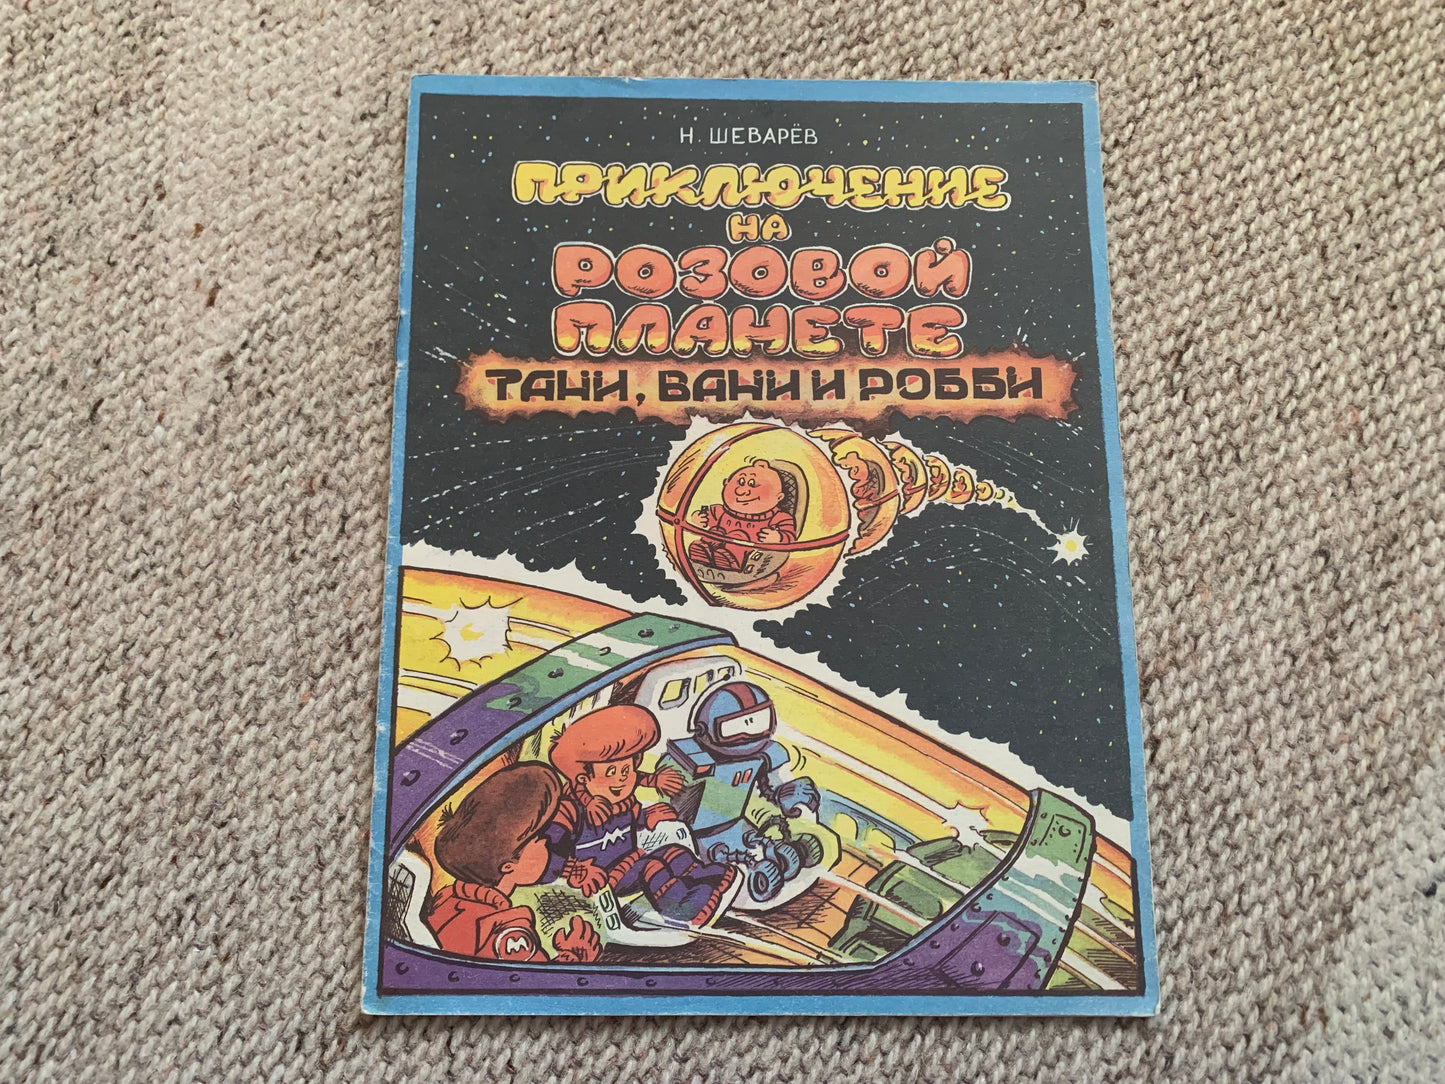 Н. ШЕВАРЁВ
ПРИКЛЮЧЕНИЕ
НА
РОЗОВОЙ
ПЛАНЕТЕ
ТАНИ, ВАНИ И РОББИ
М